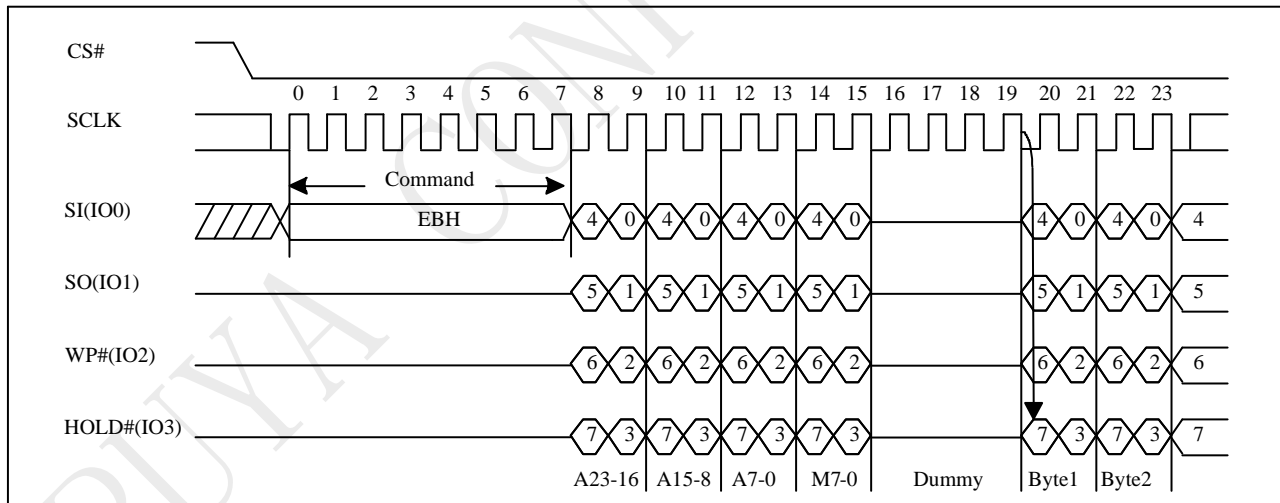 CS#
0 1 2 3 4 5 6 7 8 9 10 11 12 13 14 15 16 17 18 19 20 21 22 23
SCLK
Command
SI(IO0) EBH 4 0 4 0 4 0 4 0 4 0 4 0 4
SO(IO1) 5 1 5 1 5 1 5 1 5 1 5 1 5
WP#(IO2) 6 2 6 2 6 2 6 2 6 2 6 2 6
HOLD#(IO3) 7 3 7 3 7 3 7 3 7 3 7 3 7
A23-16 A15-8 A7-0 M7-0 Dummy Byte1 Byte2